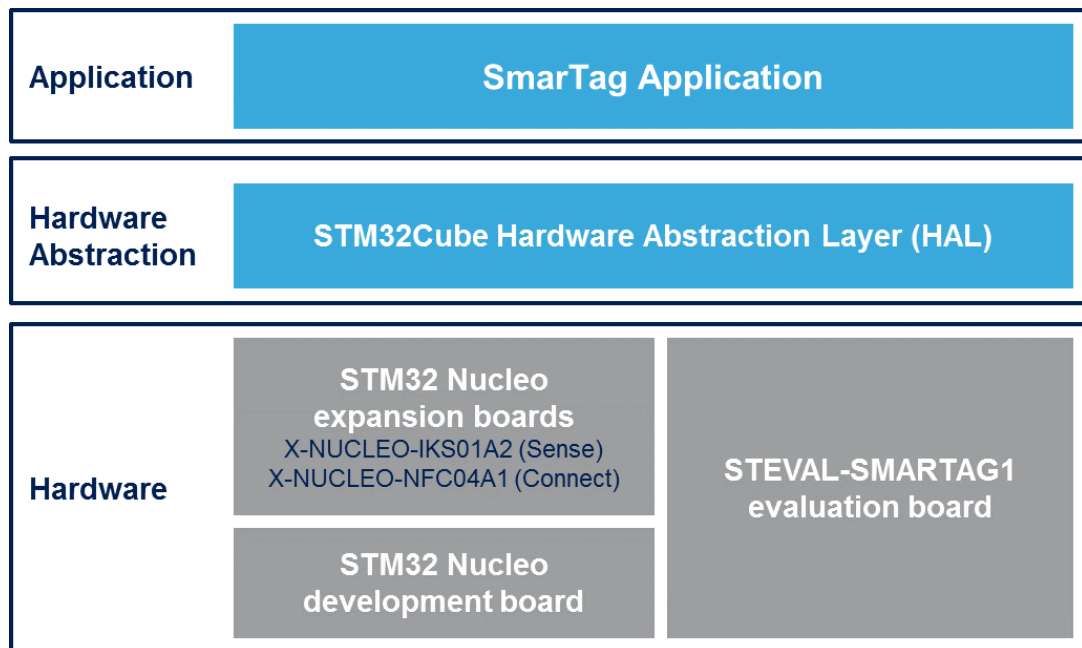 Application
SmarTag Application
Hardware
Abstraction
STM32Cube Hardware Abstraction Layer (HAL)
Hardware
STM32 Nucleo
expansion boards
X-NUCLEO-IKS01A2 (Sense)
X-NUCLEO-NFC04A1 (Connect)
STM32 Nucleo
development board
STEVAL-SMARTAG1
evaluation board